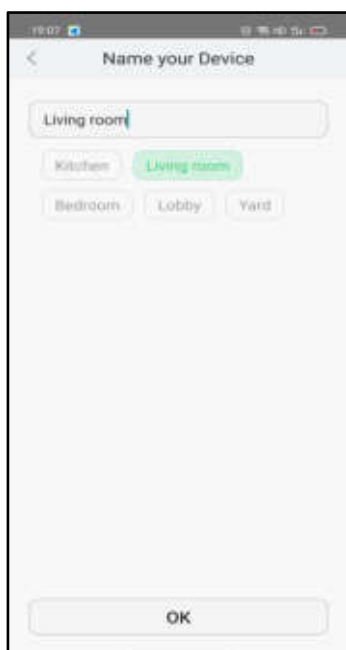 19:07
Name your Device
Living room
Kitchen Living room
Bedroom Lobby Yard
OK